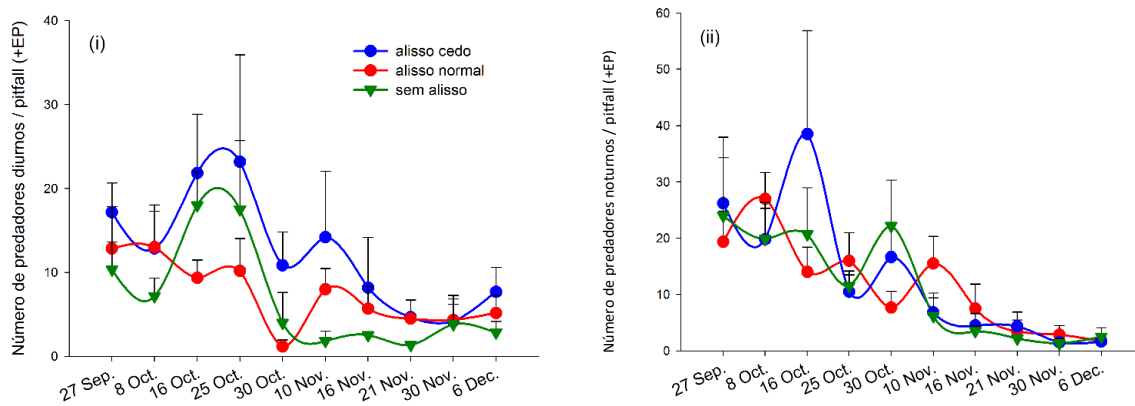 Número de predadores diurnos / pitfall (+EP)
40
30
20
10
0
(i)
alisso cedo
alisso normal
sem alisso
27 Sep.
8 Oct.
16 Oct.
25 Oct.
30 Oct.
10 Nov.
16 Nov.
21 Nov.
30 Nov.
6 Dec.
Número de predadores noturnos / pitfall (+EP)
60
50
40
30
20
10
0
(ii)
27 Sep.
8 Oct.
16 Oct.
25 Oct.
30 Oct.
10 Nov.
16 Nov.
21 Nov.
30 Nov.
6 Dec.